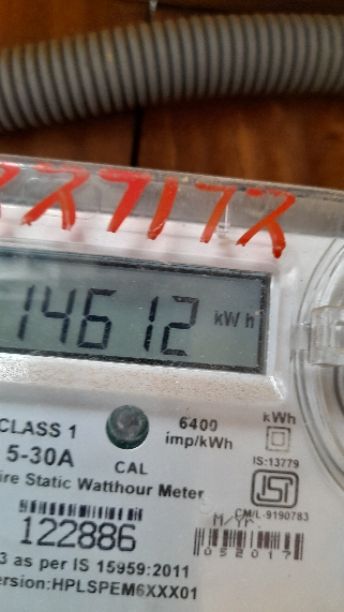 14612 kWh
CLASS 1
5-30A
CAL
6400
imp/kWh
kWh
IS:13779
ire Static Watthour Meter
ISI
CM/L-9190783
122886
M/Yr.
052017
3 as per IS 15959:2011
ersion:HPLSPEM6XXX01